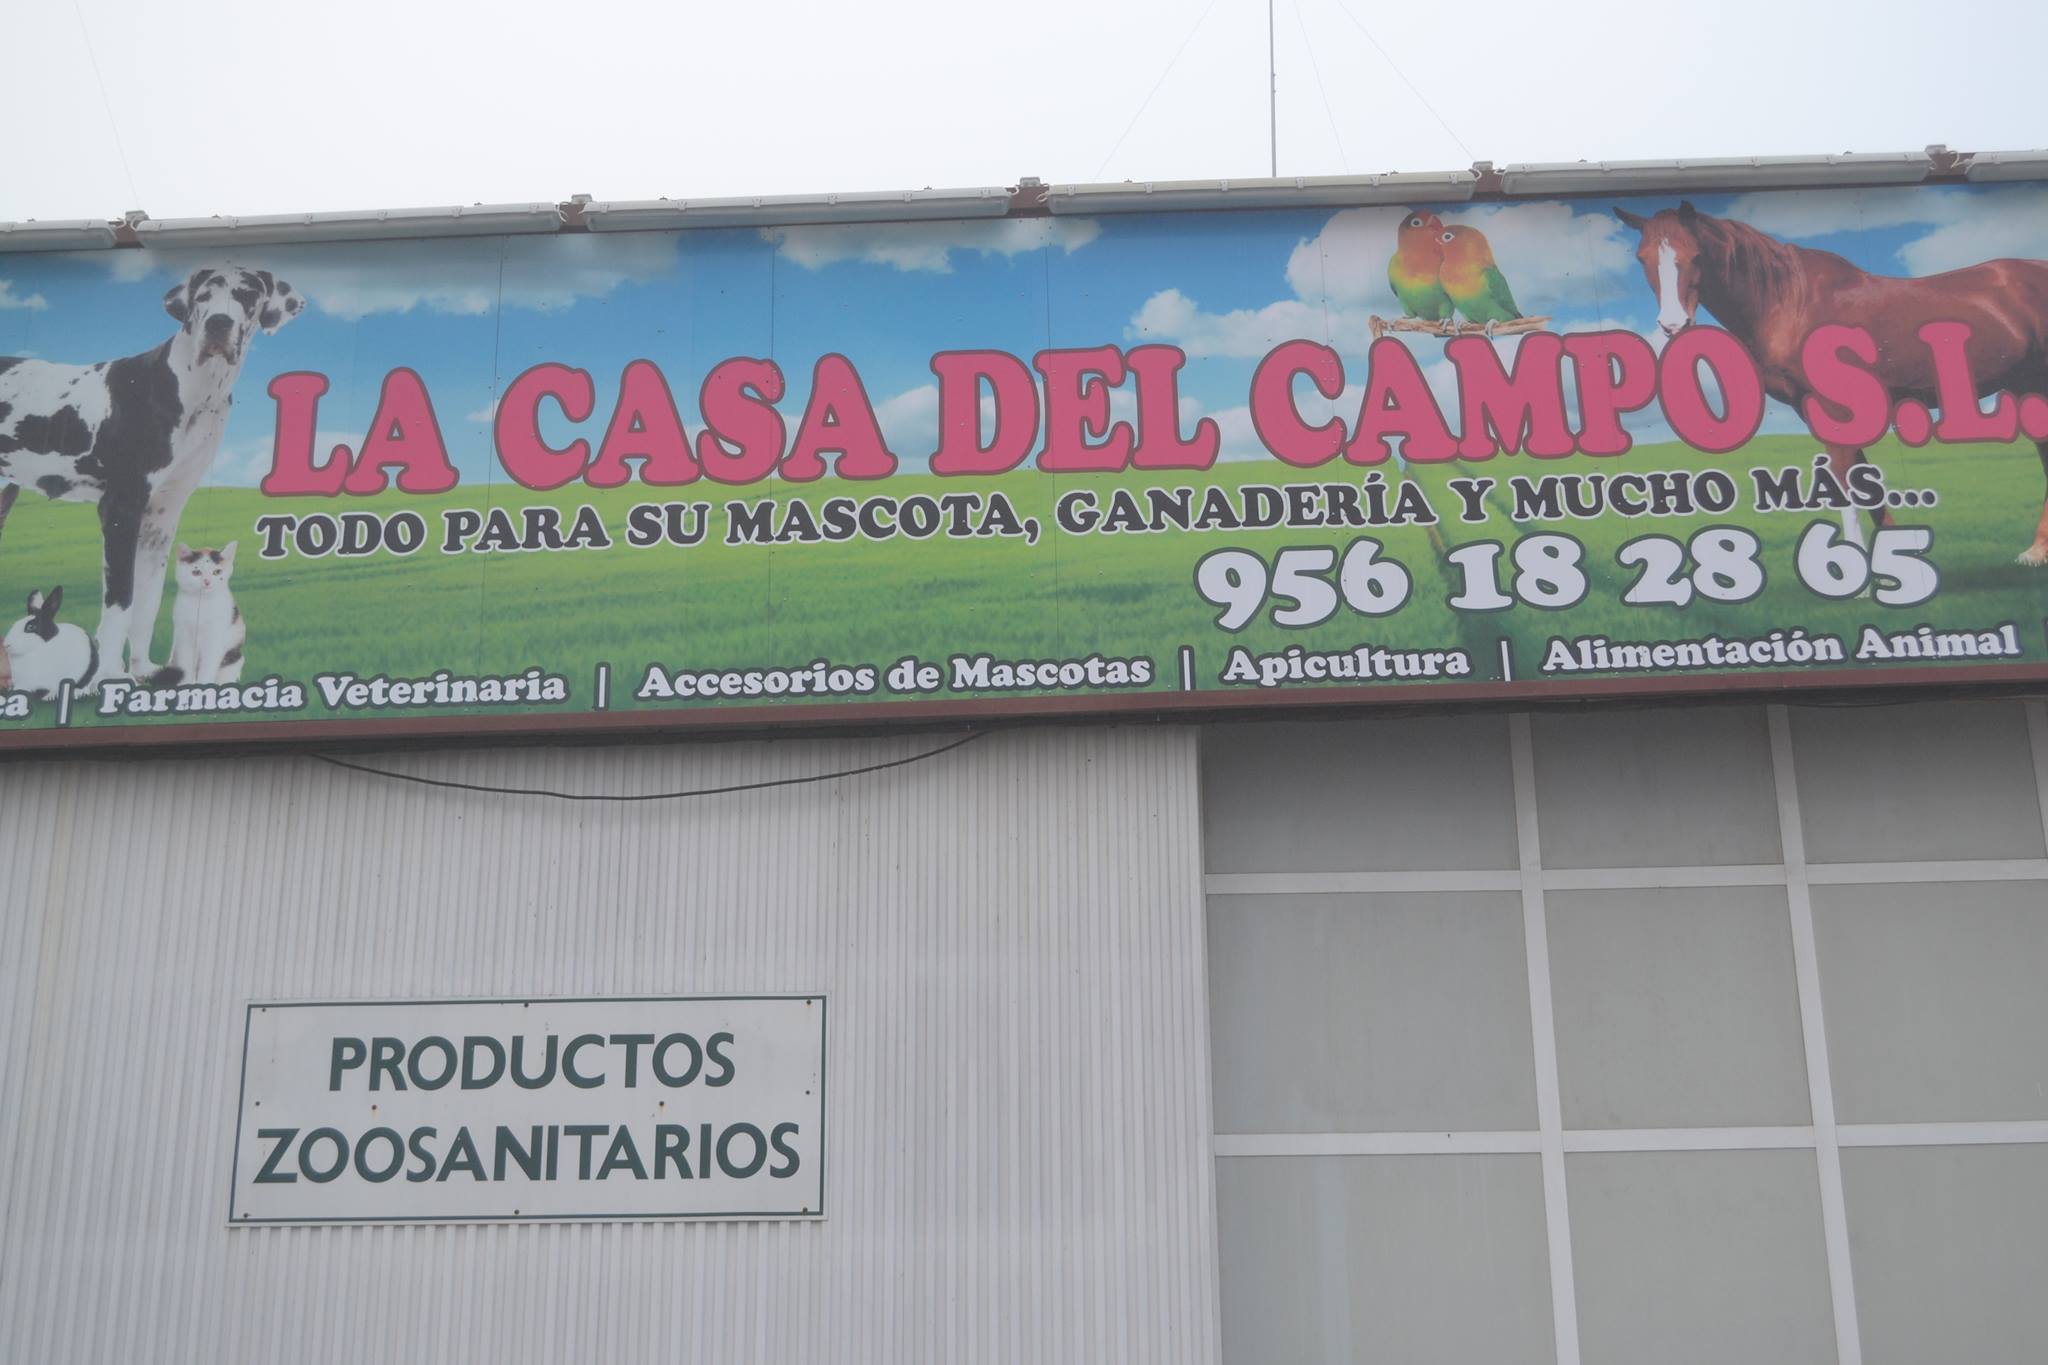 LA CASA DEL CAMPO S.L.
TODO PARA SU MASCOTA, GANADERÍA Y MUCHO MÁS...
956 18 28 65
| Farmacia Veterinaria | Accesorios de Mascotas | Apicultura | Alimentación Animal
PRODUCTOS
ZOOSANITARIOS